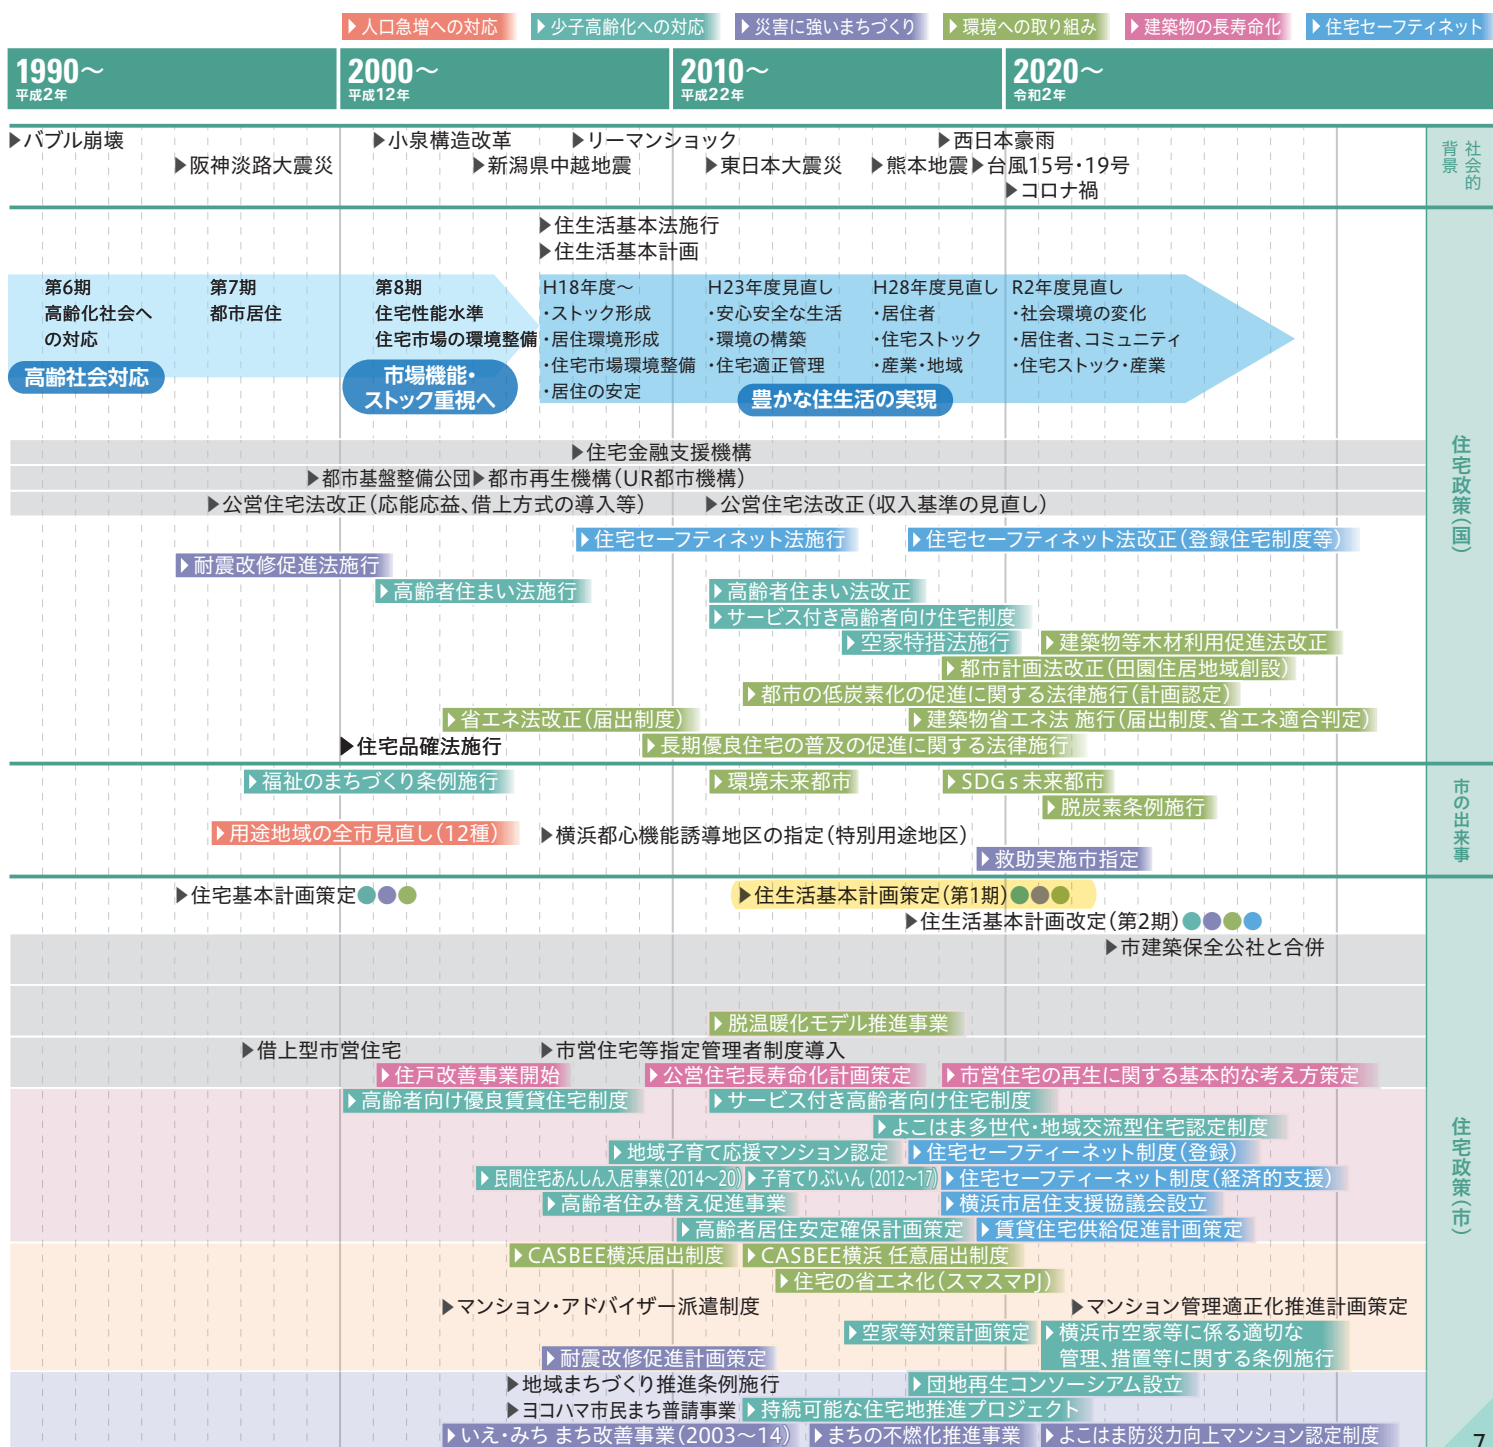 ▶人口急増への対応 ▶少子高齢化への対応 ▶災害に強いまちづくり ▶環境への取り組み ▶建築物の長寿命化 ▶住宅セーフティネット
1990～ 2000～ 2010～ 2020～
平成2年 平成12年 平成22年 令和2年
社会的背景
▶バブル崩壊 ▶小泉構造改革 ▶リーマンショック ▶西日本豪雨
▶阪神淡路大震災 ▶新潟県中越地震 ▶東日本大震災 ▶熊本地震 ▶台風15号・19号
▶コロナ禍
住宅政策(国)
▶住生活基本法施行
▶住生活基本計画
第6期
高齢化社会へ
の対応
高齢社会対応
第7期
都市居住
第8期
住宅性能水準
住宅市場の環境整備
市場機能・
ストック重視へ
H18年度～
・ストック形成
・居住環境形成
・住宅市場環境整備
・居住の安定
H23年度見直し
・安心安全な生活
・環境の構築
・住宅適正管理
H28年度見直し
・居住者
・住宅ストック
・産業・地域
豊かな住生活の実現
R2年度見直し
・社会環境の変化
・居住者、コミュニティ
・住宅ストック・産業
▶住宅金融支援機構
▶都市基盤整備公団 ▶都市再生機構(UR都市機構)
▶公営住宅法改正(応能応益、借上方式の導入等) ▶公営住宅法改正(収入基準の見直し)
▶住宅セーフティネット法施行 ▶住宅セーフティネット法改正(登録住宅制度等)
▶耐震改修促進法施行
▶高齢者住まい法施行 ▶高齢者住まい法改正
▶サービス付き高齢者向け住宅制度
▶空家特措法施行 ▶建築物等木材利用促進法改正
▶都市計画法改正(田園住居地域創設)
▶都市の低炭素化の促進に関する法律施行(計画認定)
▶省エネ法改正(届出制度) ▶建築物省エネ法 施行(届出制度、省エネ適合判定)
▶住宅品確法施行 ▶長期優良住宅の普及の促進に関する法律施行
市の出来事
▶福祉のまちづくり条例施行 ▶環境未来都市 ▶SDGs未来都市
▶脱炭素条例施行
▶用途地域の全市見直し(12種) ▶横浜都心機能誘導地区の指定(特別用途地区)
▶救助実施市指定
住宅政策(市)
▶住宅基本計画策定 ▶住生活基本計画策定(第1期)
▶住生活基本計画改定(第2期)
▶市建築保全公社と合併
▶脱温暖化モデル推進事業
▶借上型市営住宅 ▶市営住宅等指定管理者制度導入
▶住戸改善事業開始 ▶公営住宅長寿命化計画策定 ▶市営住宅の再生に関する基本的な考え方策定
▶高齢者向け優良賃貸住宅制度 ▶サービス付き高齢者向け住宅制度
▶よこはま多世代・地域交流型住宅認定制度
▶地域子育て応援マンション認定 ▶住宅セーフティーネット制度(登録)
▶民間住宅あんしん入居事業(2014～20) ▶子育てりぶいん(2012～17) ▶住宅セーフティーネット制度(経済的支援)
▶高齢者住み替え促進事業 ▶横浜市居住支援協議会設立
▶高齢者居住安定確保計画策定 ▶賃貸住宅供給促進計画策定
▶CASBEE横浜届出制度 ▶CASBEE横浜 任意届出制度
▶住宅の省エネ化(スマスマPJ)
▶マンション・アドバイザー派遣制度 ▶マンション管理適正化推進計画策定
▶空家等対策計画策定 ▶横浜市空家等に係る適切な
管理、措置等に関する条例施行
▶耐震改修促進計画策定
▶地域まちづくり推進条例施行 ▶団地再生コンソーシアム設立
▶ヨコハマ市民まち普請事業 ▶持続可能な住宅地推進プロジェクト
▶いえ・みち まち改善事業(2003～14) ▶まちの不燃化推進事業 ▶よこはま防災力向上マンション認定制度
7